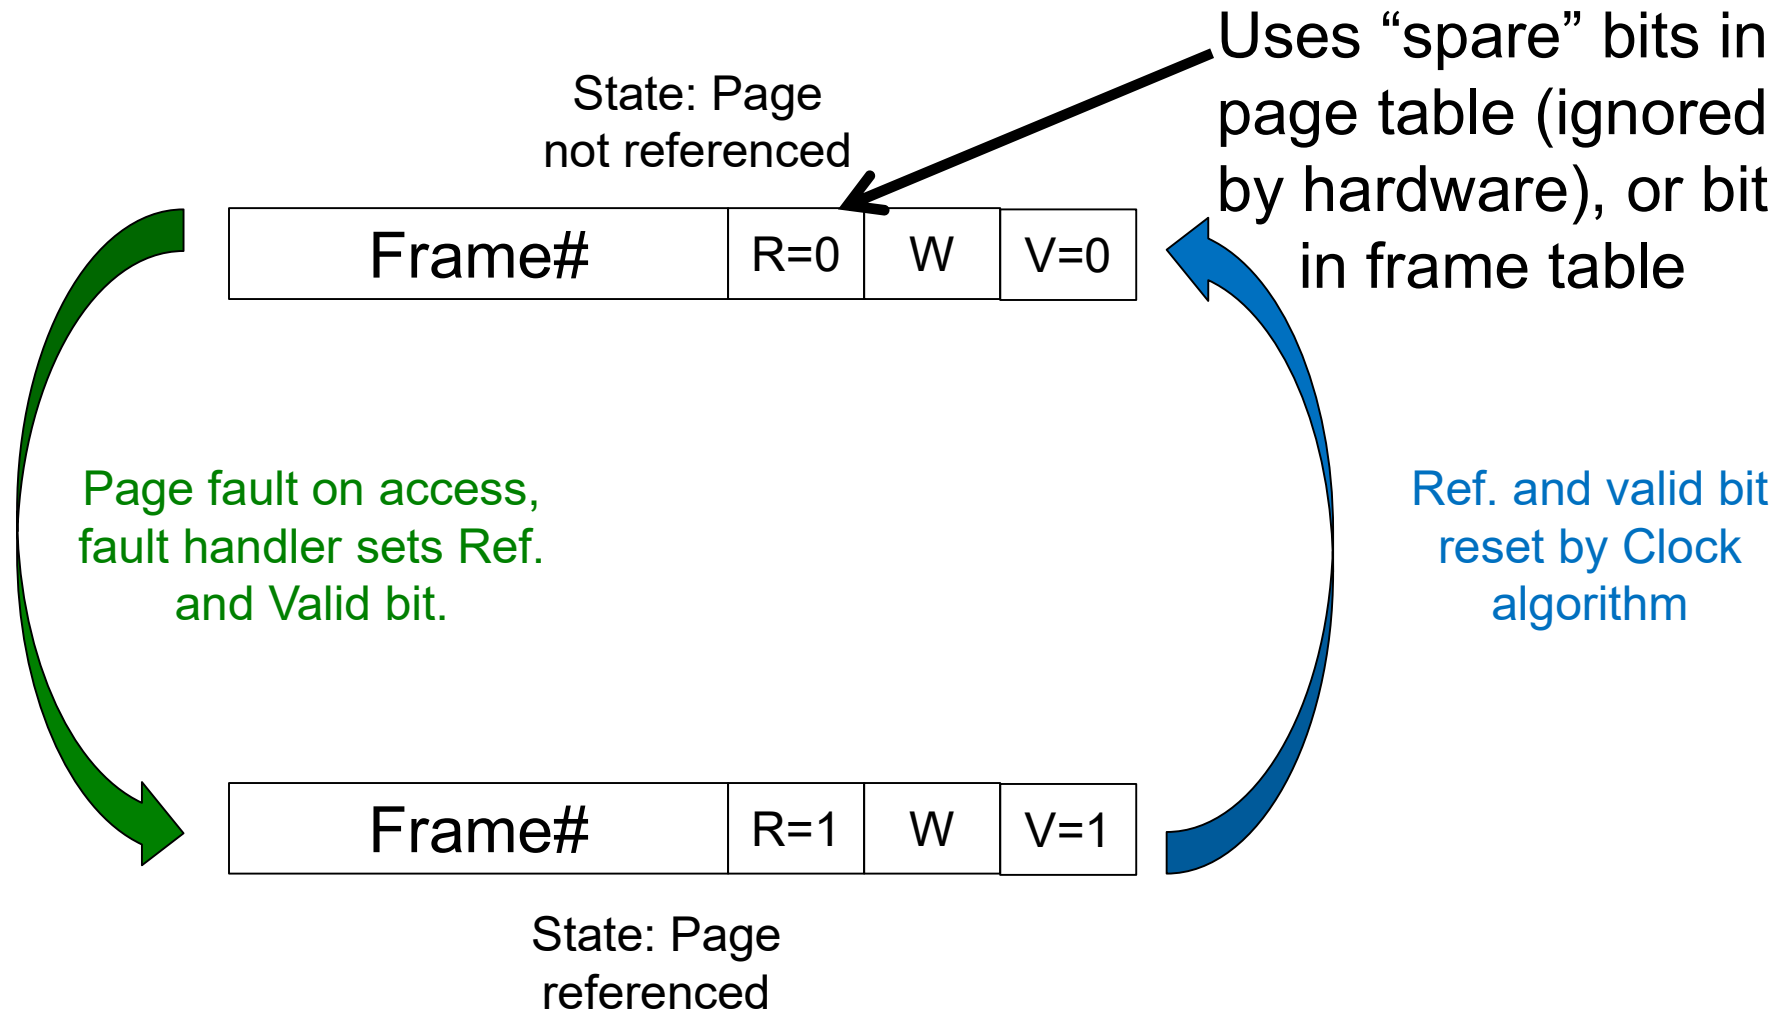 Uses “spare” bits in
page table (ignored
by hardware), or bit
in frame table
State: Page
not referenced
Frame# R=0 W V=0
Page fault on access,
fault handler sets Ref.
and Valid bit.
Ref. and valid bit
reset by Clock
algorithm
Frame# R=1 W V=1
State: Page
referenced